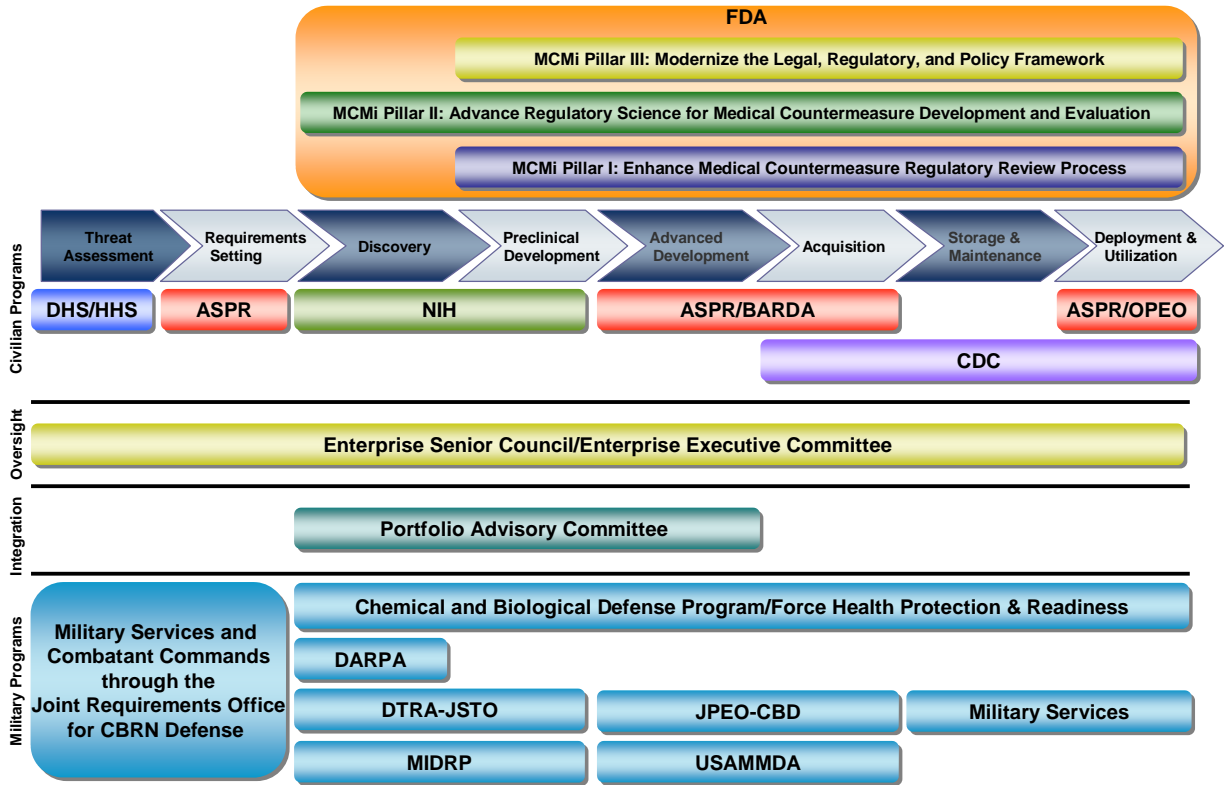 FDA
MCMi Pillar III: Modernize the Legal, Regulatory, and Policy Framework
MCMi Pillar II: Advance Regulatory Science for Medical Countermeasure Development and Evaluation
MCMi Pillar I: Enhance Medical Countermeasure Regulatory Review Process
Civilian Programs
Threat
Assessment
Requirements
Setting
Discovery
Preclinical
Development
Advanced
Development
Acquisition
Storage &
Maintenance
Deployment &
Utilization
DHS/HHS
ASPR
NIH
ASPR/BARDA
ASPR/OPEO
CDC
Oversight
Enterprise Senior Council/Enterprise Executive Committee
Integration
Portfolio Advisory Committee
Military Programs
Military Services and
Combatant Commands
through the
Joint Requirements Office
for CBRN Defense
Chemical and Biological Defense Program/Force Health Protection & Readiness
DARPA
DTRA-JSTO
JPEO-CBD
Military Services
MIDRP
USAMMDA